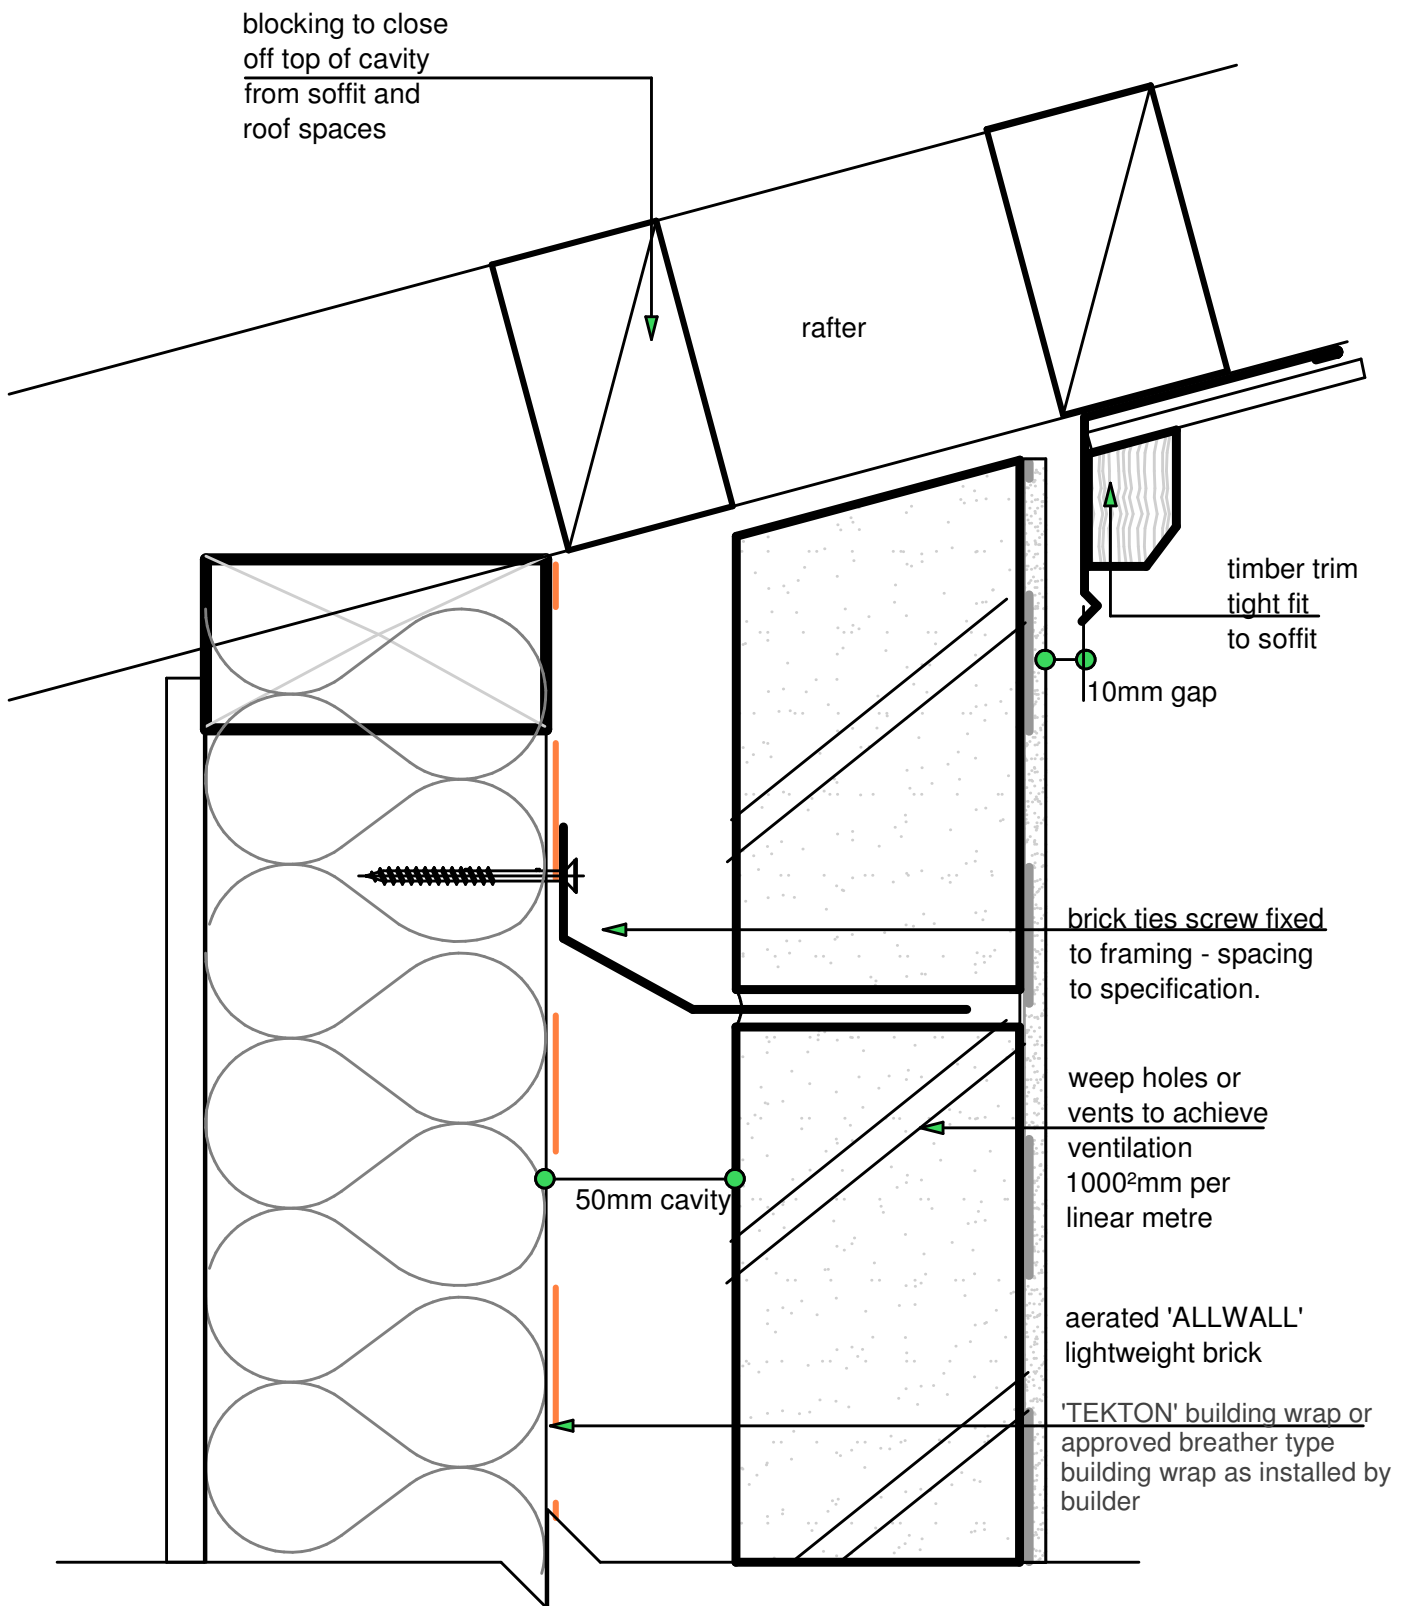 blocking to close
off top of cavity
from soffit and
roof spaces
rafter
timber trim
tight fit
to soffit
10mm gap
brick ties screw fixed
to framing - spacing
to specification.
weep holes or
vents to achieve
ventilation
1000²mm per
linear metre
50mm cavity
aerated 'ALLWALL'
lightweight brick
'TEKTON' building wrap or
approved breather type
building wrap as installed by
builder